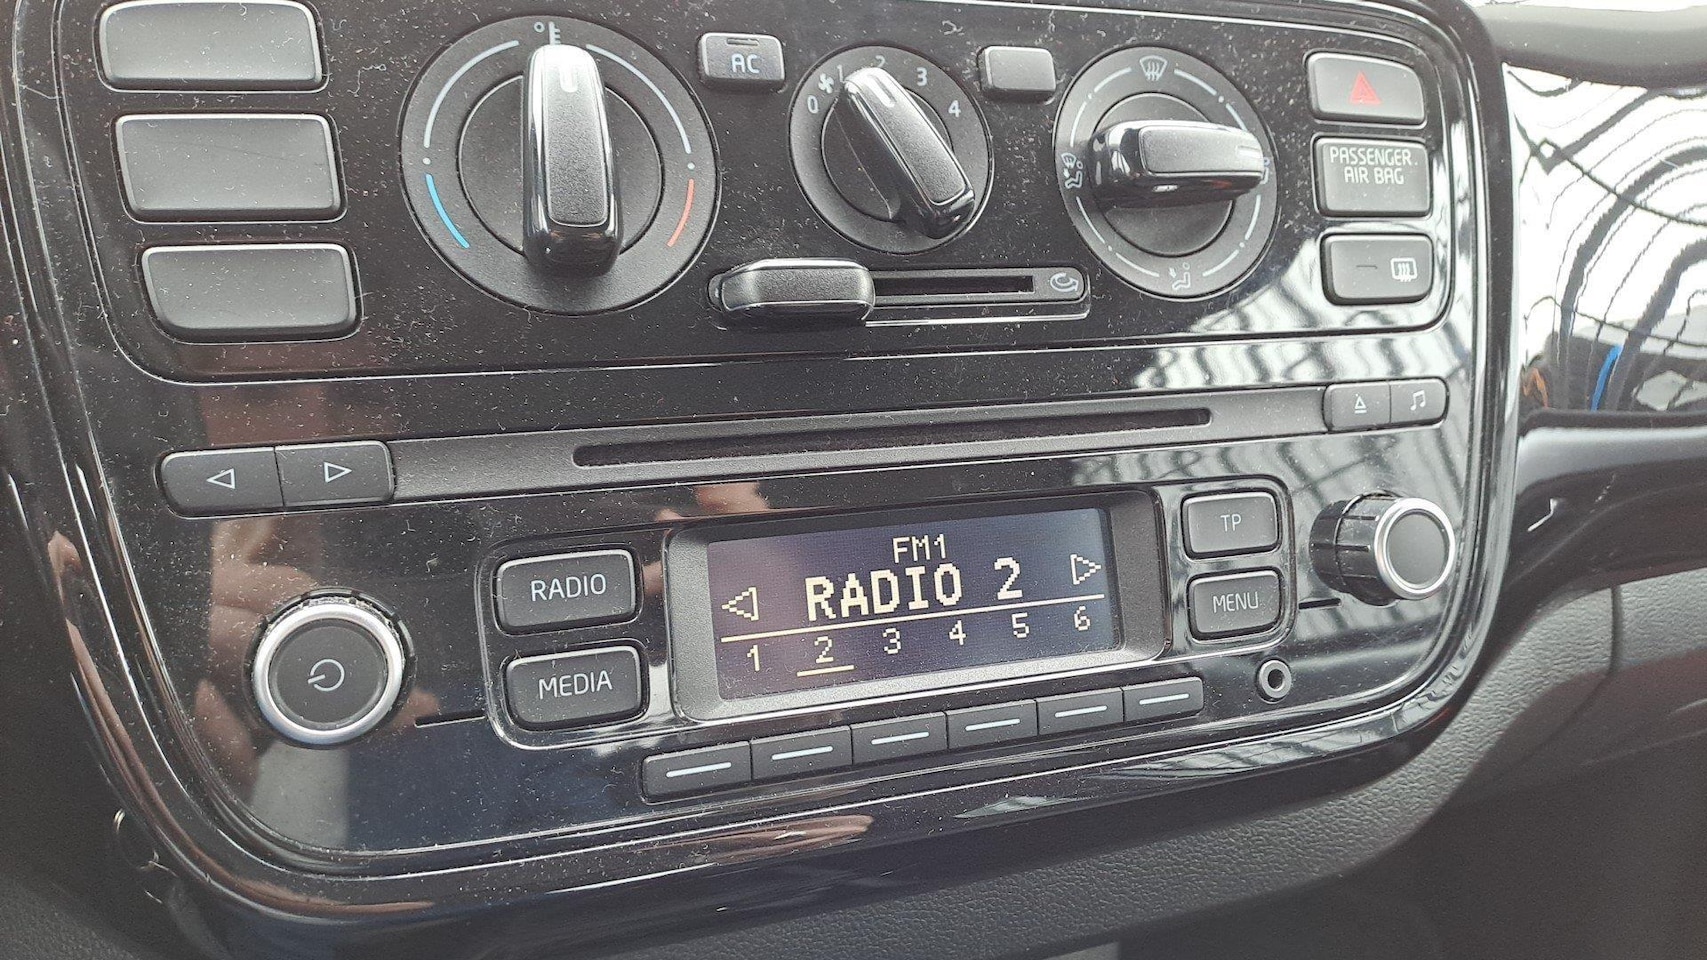 AC
0 1 2 3 4
PASSENGER
AIR BAG
RADIO
MEDIA
FM1
RADIO 2
1 2 3 4 5 6
TP
MENU